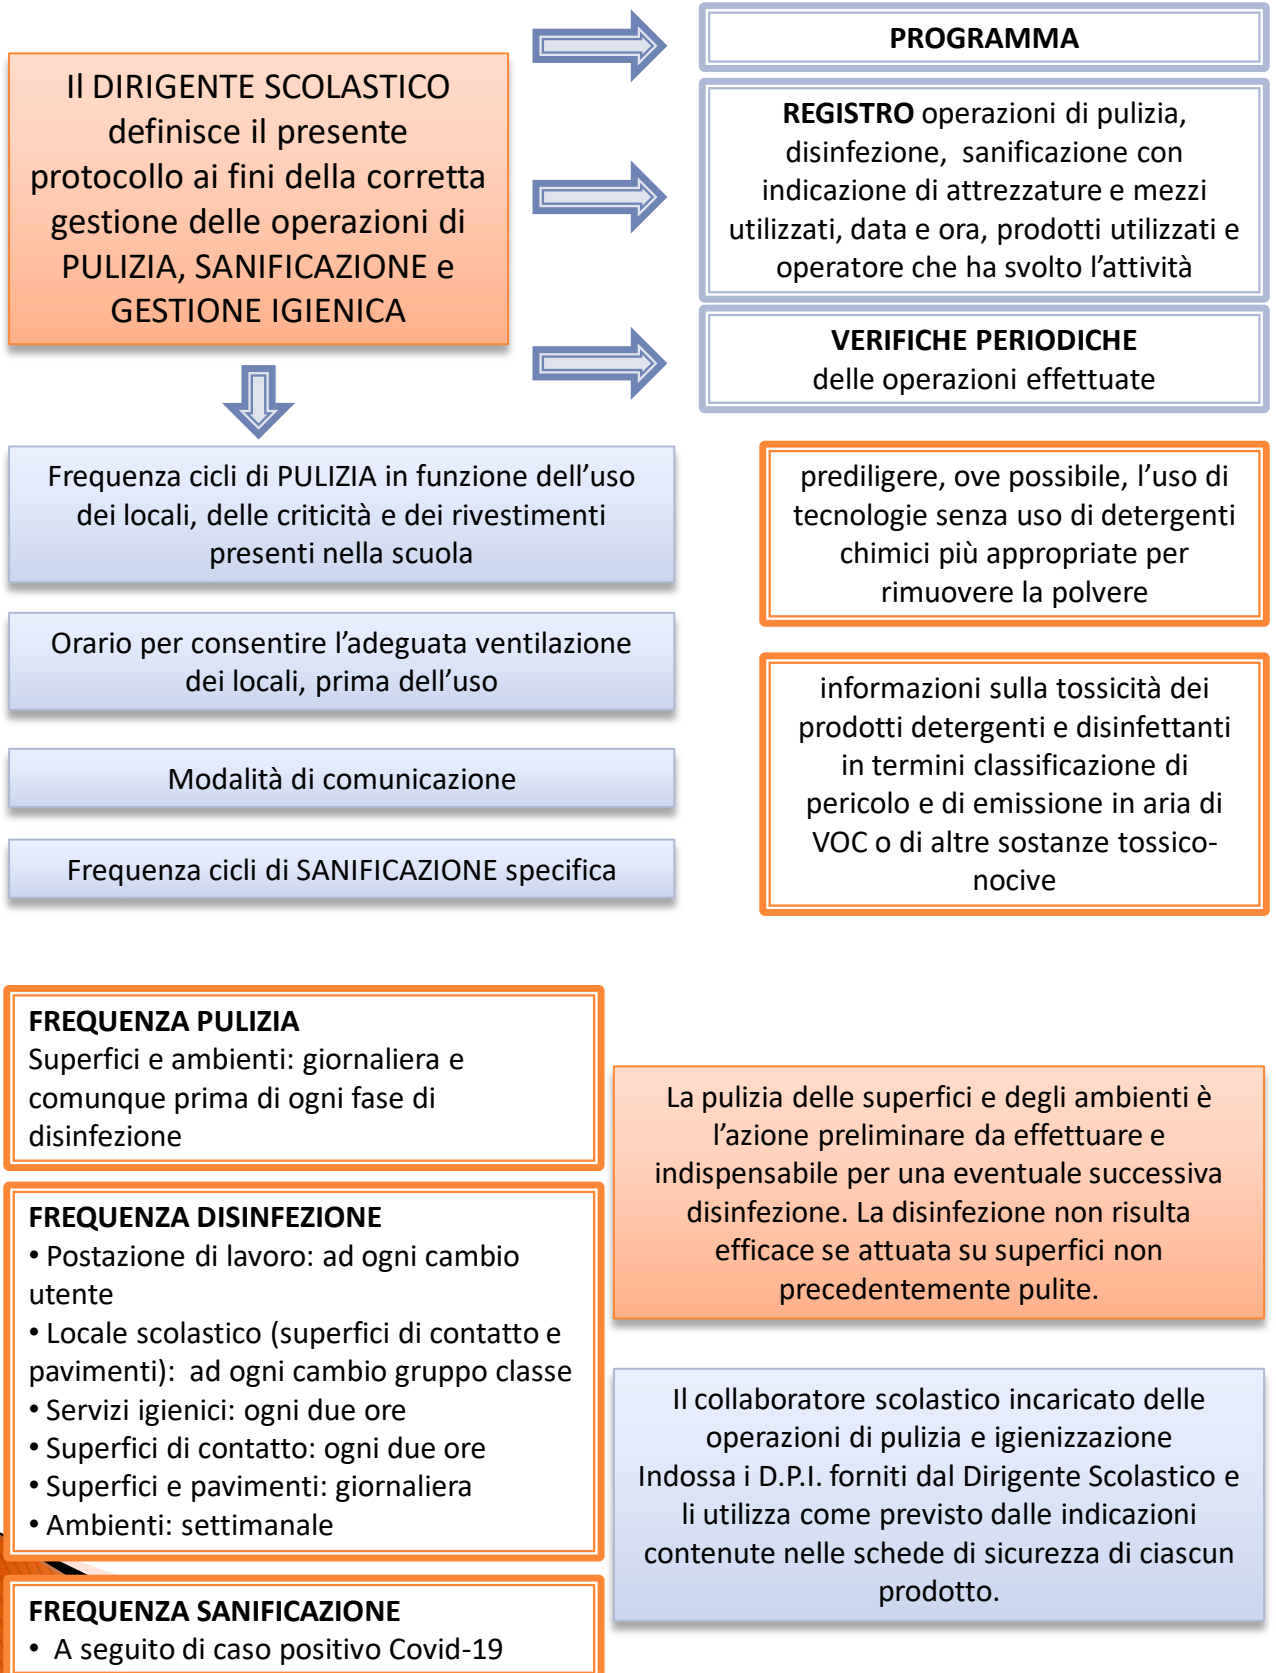 Il DIRIGENTE SCOLASTICO
definisce il presente
protocollo ai fini della corretta
gestione delle operazioni di
PULIZIA, SANIFICAZIONE e
GESTIONE IGIENICA
PROGRAMMA
REGISTRO operazioni di pulizia,
disinfezione, sanificazione con
indicazione di attrezzature e mezzi
utilizzati, data e ora, prodotti utilizzati e
operatore che ha svolto l’attività
VERIFICHE PERIODICHE
delle operazioni effettuate
Frequenza cicli di PULIZIA in funzione dell’uso
dei locali, delle criticità e dei rivestimenti
presenti nella scuola
Orario per consentire l’adeguata ventilazione
dei locali, prima dell’uso
Modalità di comunicazione
Frequenza cicli di SANIFICAZIONE specifica
prediligere, ove possibile, l’uso di
tecnologie senza uso di detergenti
chimici più appropriate per
rimuovere la polvere
informazioni sulla tossicità dei
prodotti detergenti e disinfettanti
in termini classificazione di
pericolo e di emissione in aria di
VOC o di altre sostanze tossico-
nocive
FREQUENZA PULIZIA
Superfici e ambienti: giornaliera e
comunque prima di ogni fase di
disinfezione
FREQUENZA DISINFEZIONE
• Postazione di lavoro: ad ogni cambio
utente
• Locale scolastico (superfici di contatto e
pavimenti): ad ogni cambio gruppo classe
• Servizi igienici: ogni due ore
• Superfici di contatto: ogni due ore
• Superfici e pavimenti: giornaliera
• Ambienti: settimanale
FREQUENZA SANIFICAZIONE
• A seguito di caso positivo Covid-19
La pulizia delle superfici e degli ambienti è
l’azione preliminare da effettuare e
indispensabile per una eventuale successiva
disinfezione. La disinfezione non risulta
efficace se attuata su superfici non
precedentemente pulite.
Il collaboratore scolastico incaricato delle
operazioni di pulizia e igienizzazione
Indossa i D.P.I. forniti dal Dirigente Scolastico e
li utilizza come previsto dalle indicazioni
contenute nelle schede di sicurezza di ciascun
prodotto.